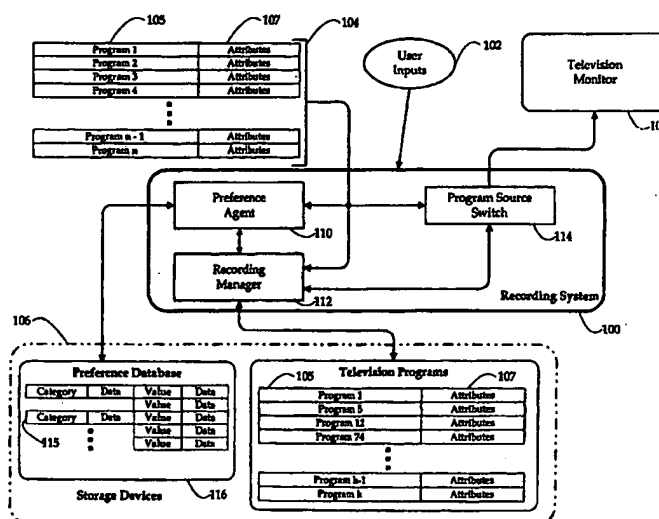 105
107
104
Program 1 Attributes
Program 2 Attributes
Program 3 Attributes
Program 4 Attributes
Program n - 1 Attributes
Program n Attributes
User
Inputs
102
Television
Monitor
10
Preference
Agent
110
Program Source
Switch
114
Recording
Manager
112
Recording System
100
106
Preference Database
Category Data Value Data
Value Data
Category Data Value Data
Value Data
Value Data
115
116
Storage Devices
Television Programs
105
107
Program 1 Attributes
Program 5 Attributes
Program 12 Attributes
Program 74 Attributes
Program k-1 Attributes
Program k Attributes